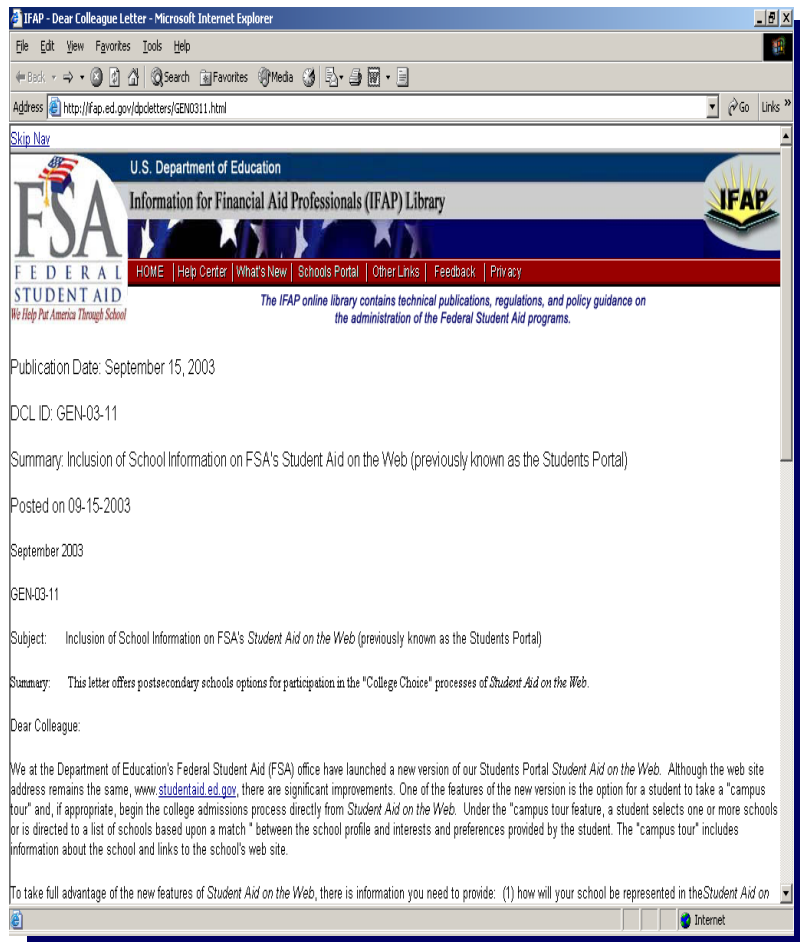 IFAP - Dear Colleague Letter - Microsoft Internet Explorer
File Edit View Favorites Tools Help
Back Search Favorites Media
Address http://ifap.ed.gov/dpcletters/GEN0311.html Go Links »
Skip Nav
U.S. Department of Education
Information for Financial Aid Professionals (IFAP) Library
IFAP
FSA
FEDERAL
STUDENT AID
We Help Put America Through School
HOME | Help Center | What's New | Schools Portal | Other Links | Feedback | Privacy
The IFAP online library contains technical publications, regulations, and policy guidance on
the administration of the Federal Student Aid programs.
Publication Date: September 15, 2003
DCL ID: GEN-03-11
Summary: Inclusion of School Information on FSA's Student Aid on the Web (previously known as the Students Portal)
Posted on 09-15-2003
September 2003
GEN-03-11
Subject: Inclusion of School Information on FSA's Student Aid on the Web (previously known as the Students Portal)
Summary: This letter offers postsecondary schools options for participation in the "College Choice" processes of Student Aid on the Web.
Dear Colleague:
We at the Department of Education's Federal Student Aid (FSA) office have launched a new version of our Students Portal Student Aid on the Web. Although the web site
address remains the same, www.studentaid.ed.gov, there are significant improvements. One of the features of the new version is the option for a student to take a "campus
tour" and, if appropriate, begin the college admissions process directly from Student Aid on the Web. Under the "campus tour feature, a student selects one or more schools
or is directed to a list of schools based upon a match " between the school profile and interests and preferences provided by the student. The "campus tour" includes
information about the school and links to the school's web site.
To take full advantage of the new features of Student Aid on the Web, there is information you need to provide: (1) how will your school be represented in theStudent Aid on
Internet